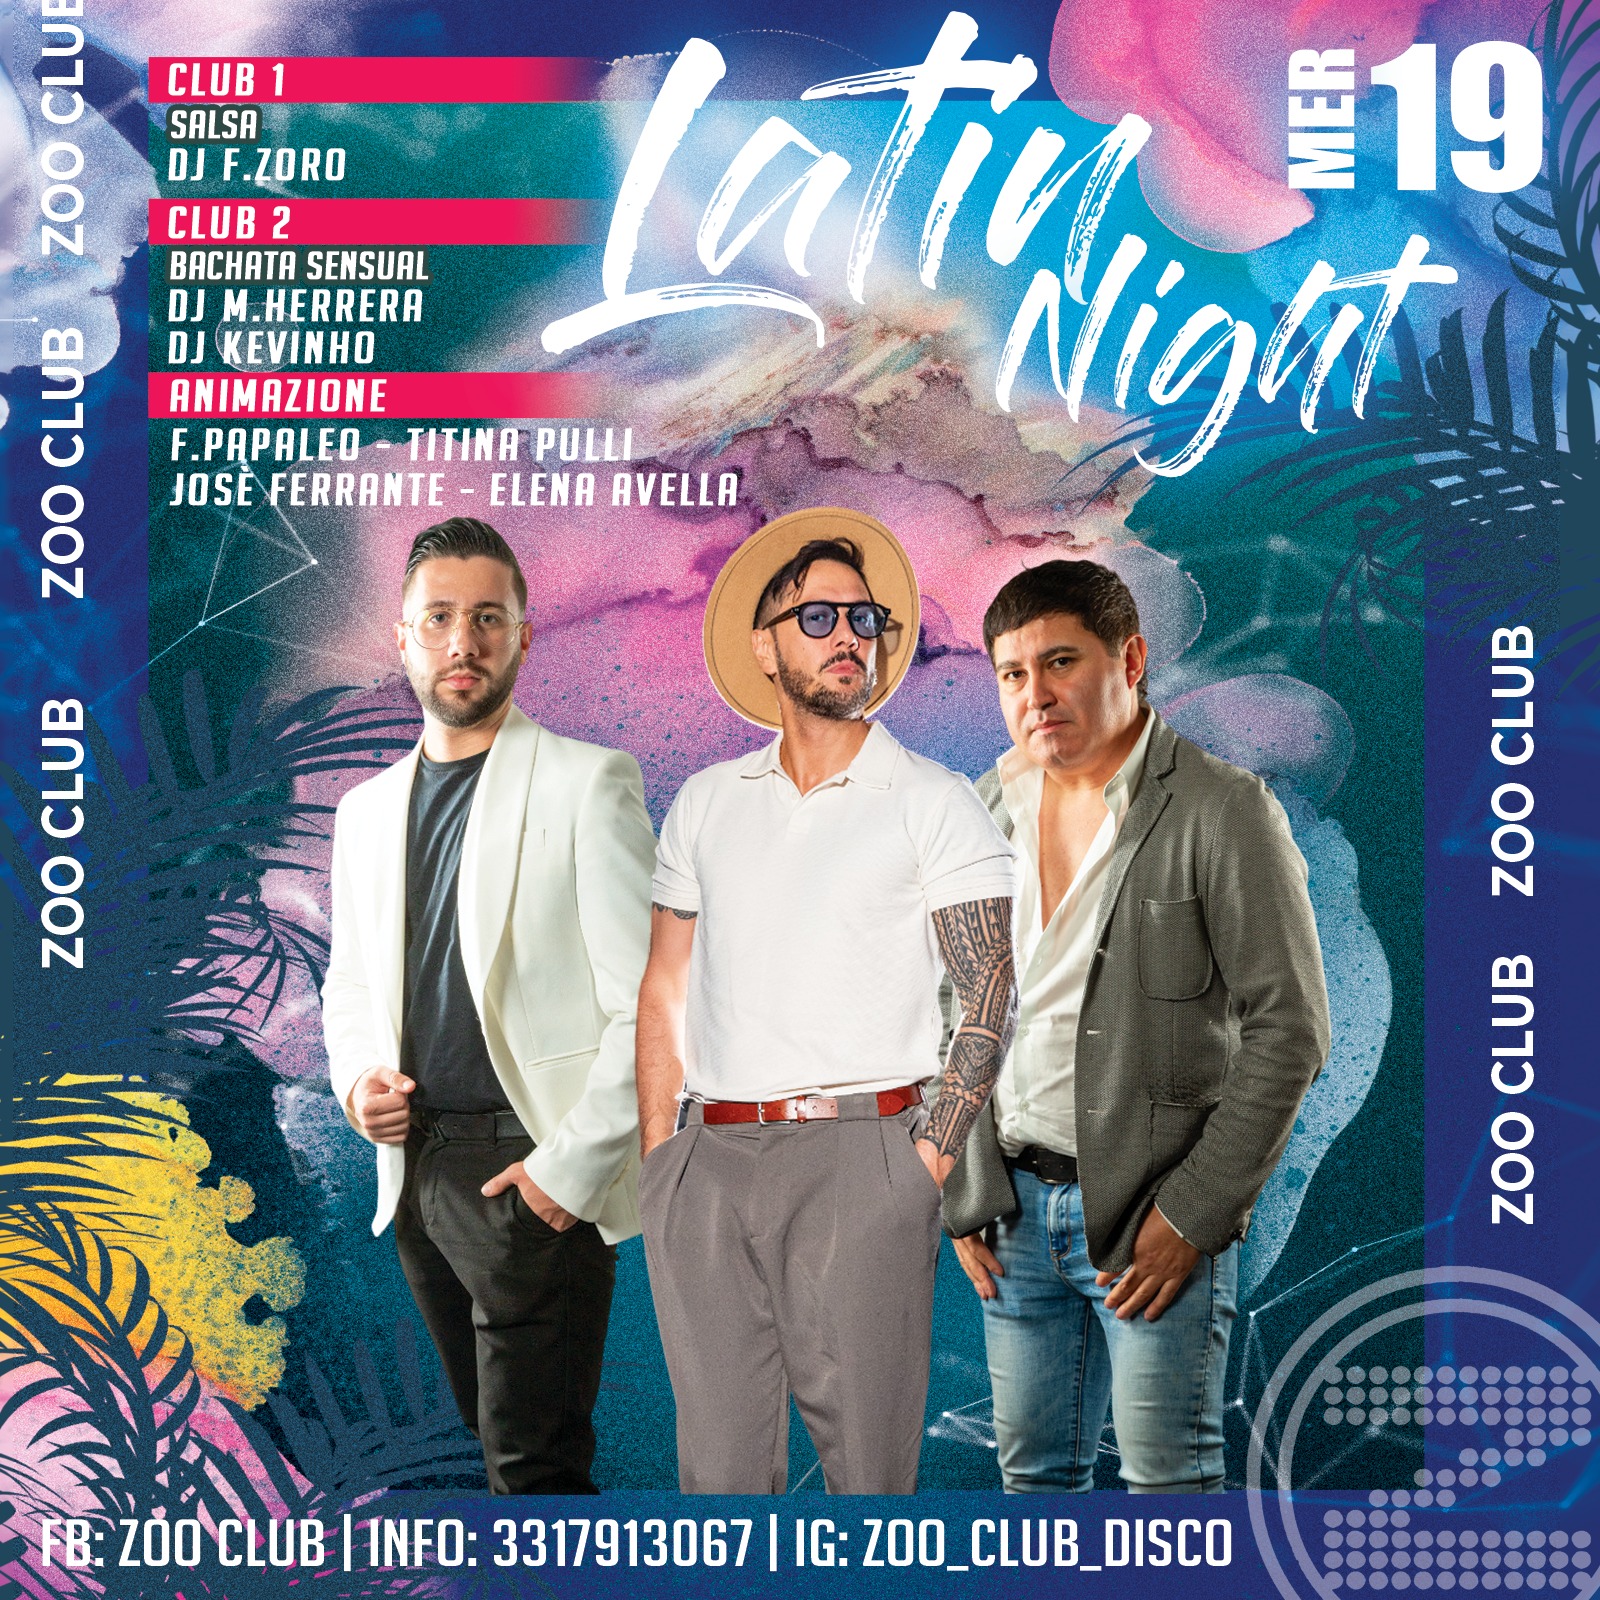 CLUB 1
SALSA
DJ F.ZORO
CLUB 2
BACHATA SENSUAL
DJ M.HERRERA
DJ KEVINHO
ANIMAZIONE
F.PAPALEO - TITINA PULLI
JOSÈ FERRANTE - ELENA AVELLA
Latin
Night
MER 19
ZOO CLUB
ZOO CLUB
ZOO CLUB
ZOO CLUB
ZOO CLUB
FB: ZOO CLUB | INFO: 3317913067 | IG: ZOO_CLUB_DISCO
Z